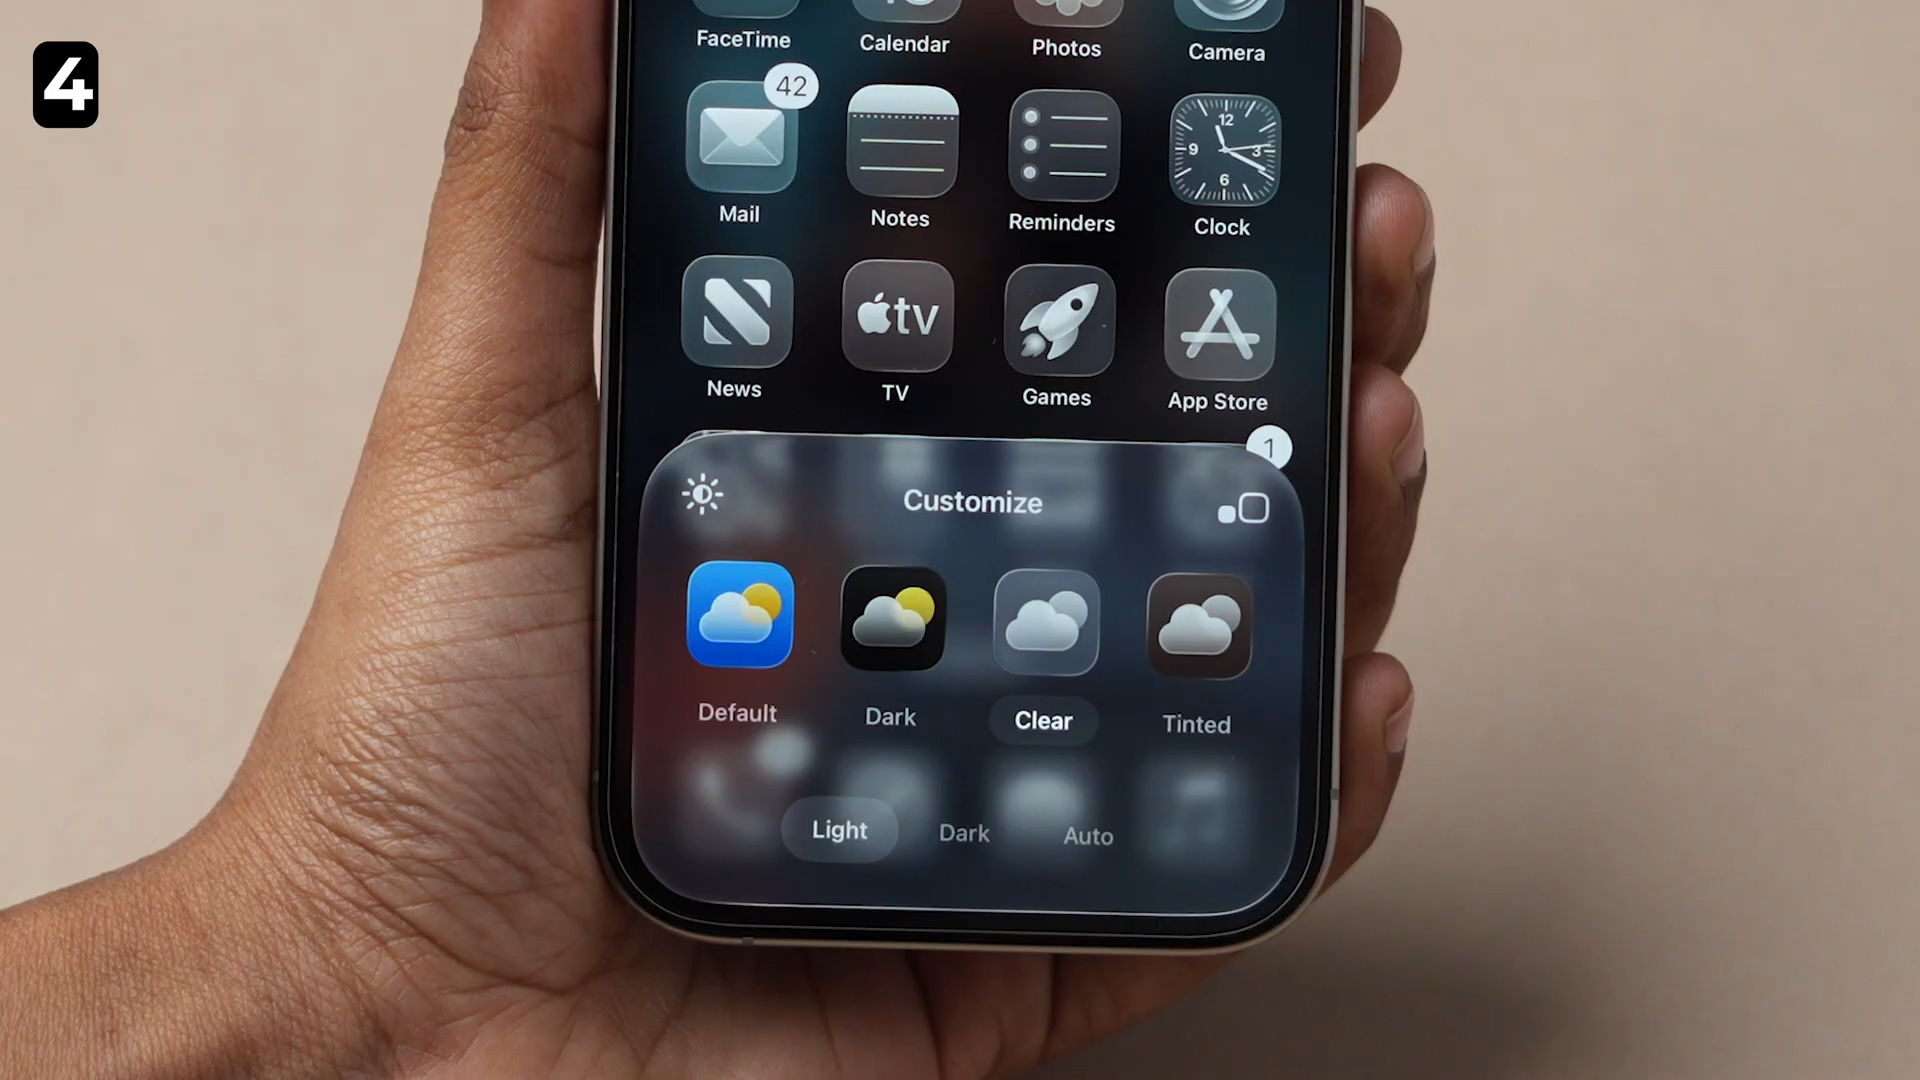 4
FaceTime Calendar Photos Camera
42
12
9 3
6
Mail Notes Reminders Clock
tv
News TV Games App Store
1
Customize
Default Dark Clear Tinted
Light Dark Auto